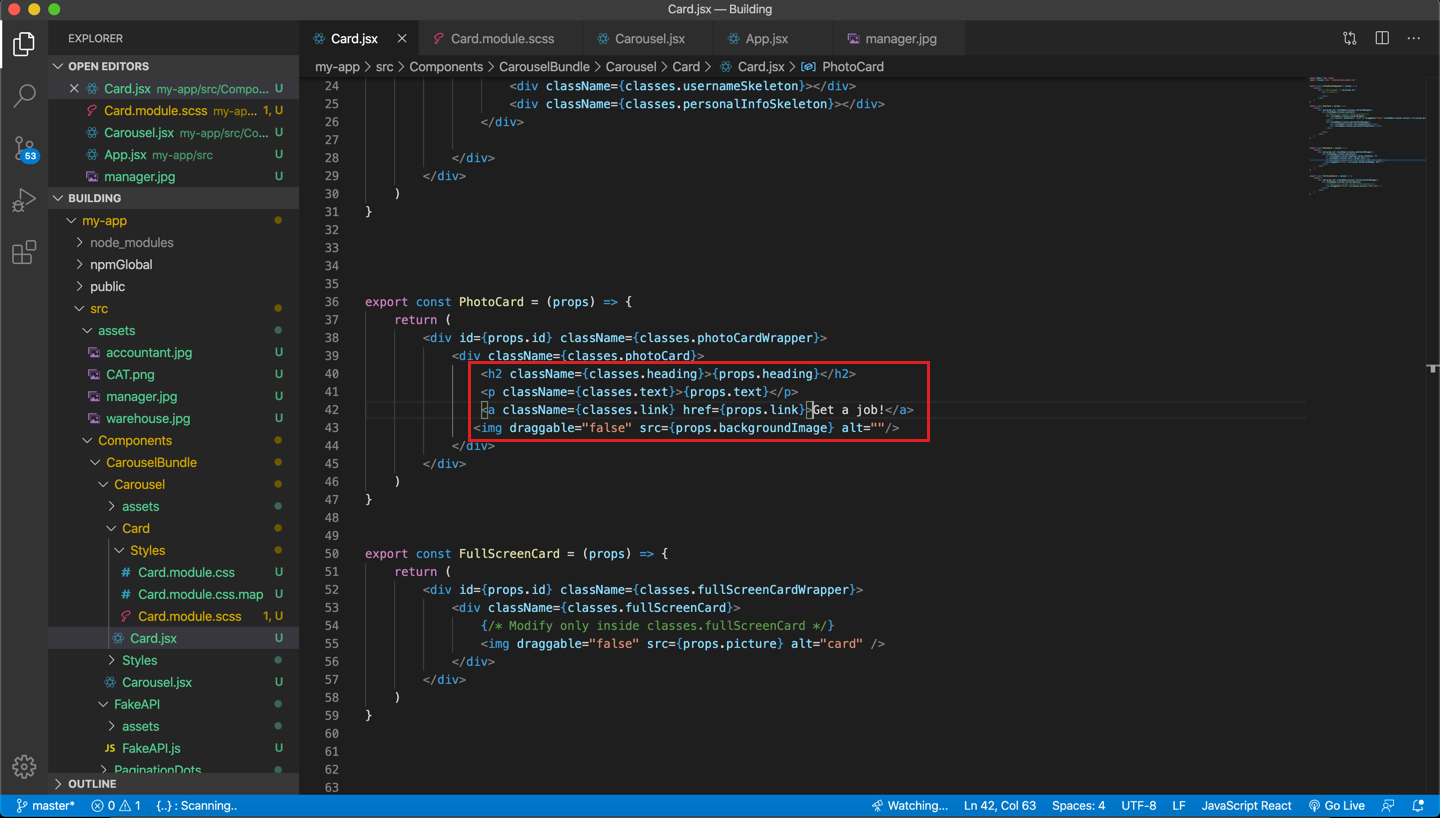 Card.jsx — Building
EXPLORER
OPEN EDITORS
Card.jsx my-app/src/Compo... U
Card.module.scss my-ap... 1, U
Carousel.jsx my-app/src/Co... U
App.jsx my-app/src U
manager.jpg U
53
BUILDING
my-app
node_modules
npmGlobal
public
src
assets
accountant.jpg U
CAT.png U
manager.jpg U
warehouse.jpg U
Components
CarouselBundle
Carousel
assets
Card
Styles
# Card.module.css U
# Card.module.css.map U
Card.module.scss 1, U
Card.jsx U
Styles
Carousel.jsx U
FakeAPI
assets
JS FakeAPI.js U
PaginationDots
OUTLINE
Card.jsx Card.module.scss Carousel.jsx App.jsx manager.jpg
my-app > src > Components > CarouselBundle > Carousel > Card > Card.jsx > PhotoCard
24 <div className={classes.usernameSkeleton}></div>
25 <div className={classes.personalInfoSkeleton}></div>
26 </div>
27
28 </div>
29 </div>
30 )
31 }
32
33
34
35
36 export const PhotoCard = (props) => {
37 return (
38 <div id={props.id} className={classes.photoCardWrapper}>
39 <div className={classes.photoCard}>
40 <h2 className={classes.heading}>{props.heading}</h2>
41 <p className={classes.text}>{props.text}</p>
42 <a className={classes.link} href={props.link}>Get a job!</a>
43 <img draggable="false" src={props.backgroundImage} alt=""/>
44 </div>
45 </div>
46 )
47 }
48
49
50 export const FullScreenCard = (props) => {
51 return (
52 <div id={props.id} className={classes.fullScreenCardWrapper}>
53 <div className={classes.fullScreenCard}>
54 {/* Modify only inside classes.fullScreenCard */}
55 <img draggable="false" src={props.picture} alt="card" />
56 </div>
57 </div>
58 )
59 }
60
61
62
63
master* 0 1 {..} : Scanning.. Watching... Ln 42, Col 63 Spaces: 4 UTF-8 LF JavaScript React Go Live